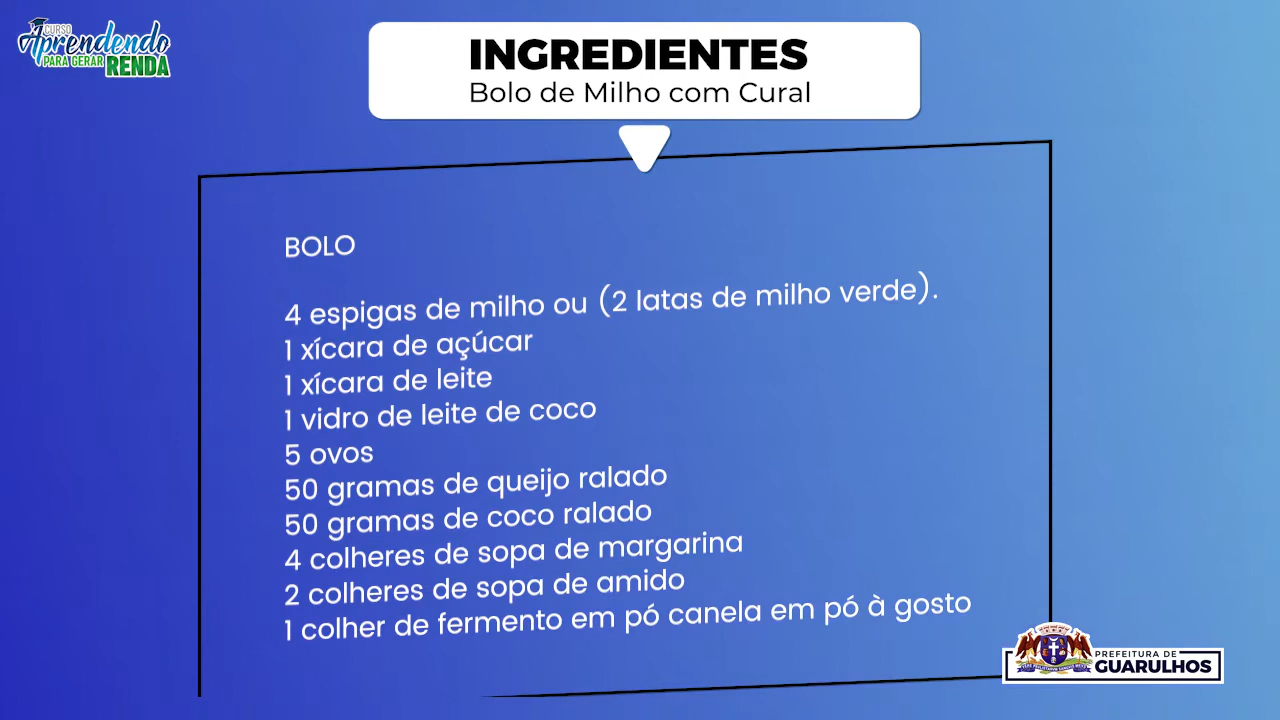 CURSO
Aprendendo
PARA GERAR RENDA
INGREDIENTES
Bolo de Milho com Cural
BOLO
4 espigas de milho ou (2 latas de milho verde).
1 xícara de açúcar
1 xícara de leite
1 vidro de leite de coco
5 ovos
50 gramas de queijo ralado
50 gramas de coco ralado
4 colheres de sopa de margarina
2 colheres de sopa de amido
1 colher de fermento em pó canela em pó à gosto
PREFEITURA DE
GUARULHOS